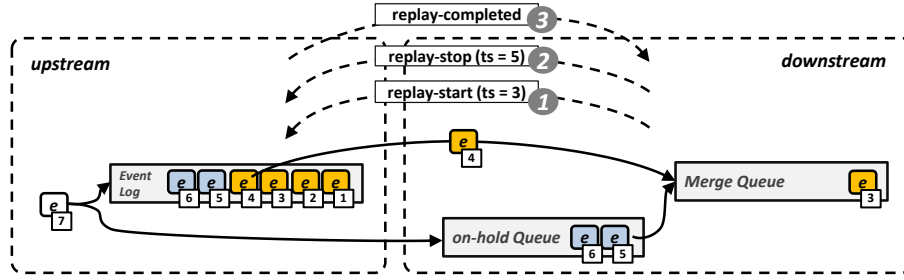 replay-completed 3
upstream
replay-stop (ts = 5) 2
downstream
replay-start (ts = 3) 1
e
4
Event
Log
e e e e e e
6 5 4 3 2 1
Merge Queue e
3
e
7
on-hold Queue e e
6 5